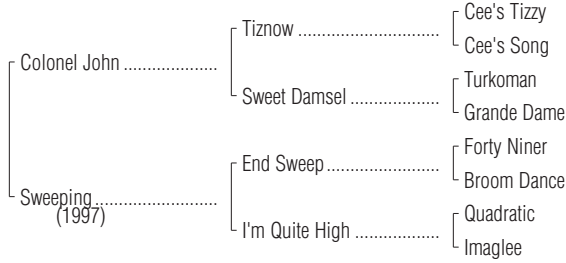 Cee's Tizzy
Tiznow ........................................
Cee's Song
Colonel John ...................
Turkoman
Sweet Damsel .........................
Grande Dame
Forty Niner
End Sweep ................................
Broom Dance
Sweeping .........................
(1997)
Quadratic
I'm Quite High .......................
Imaglee